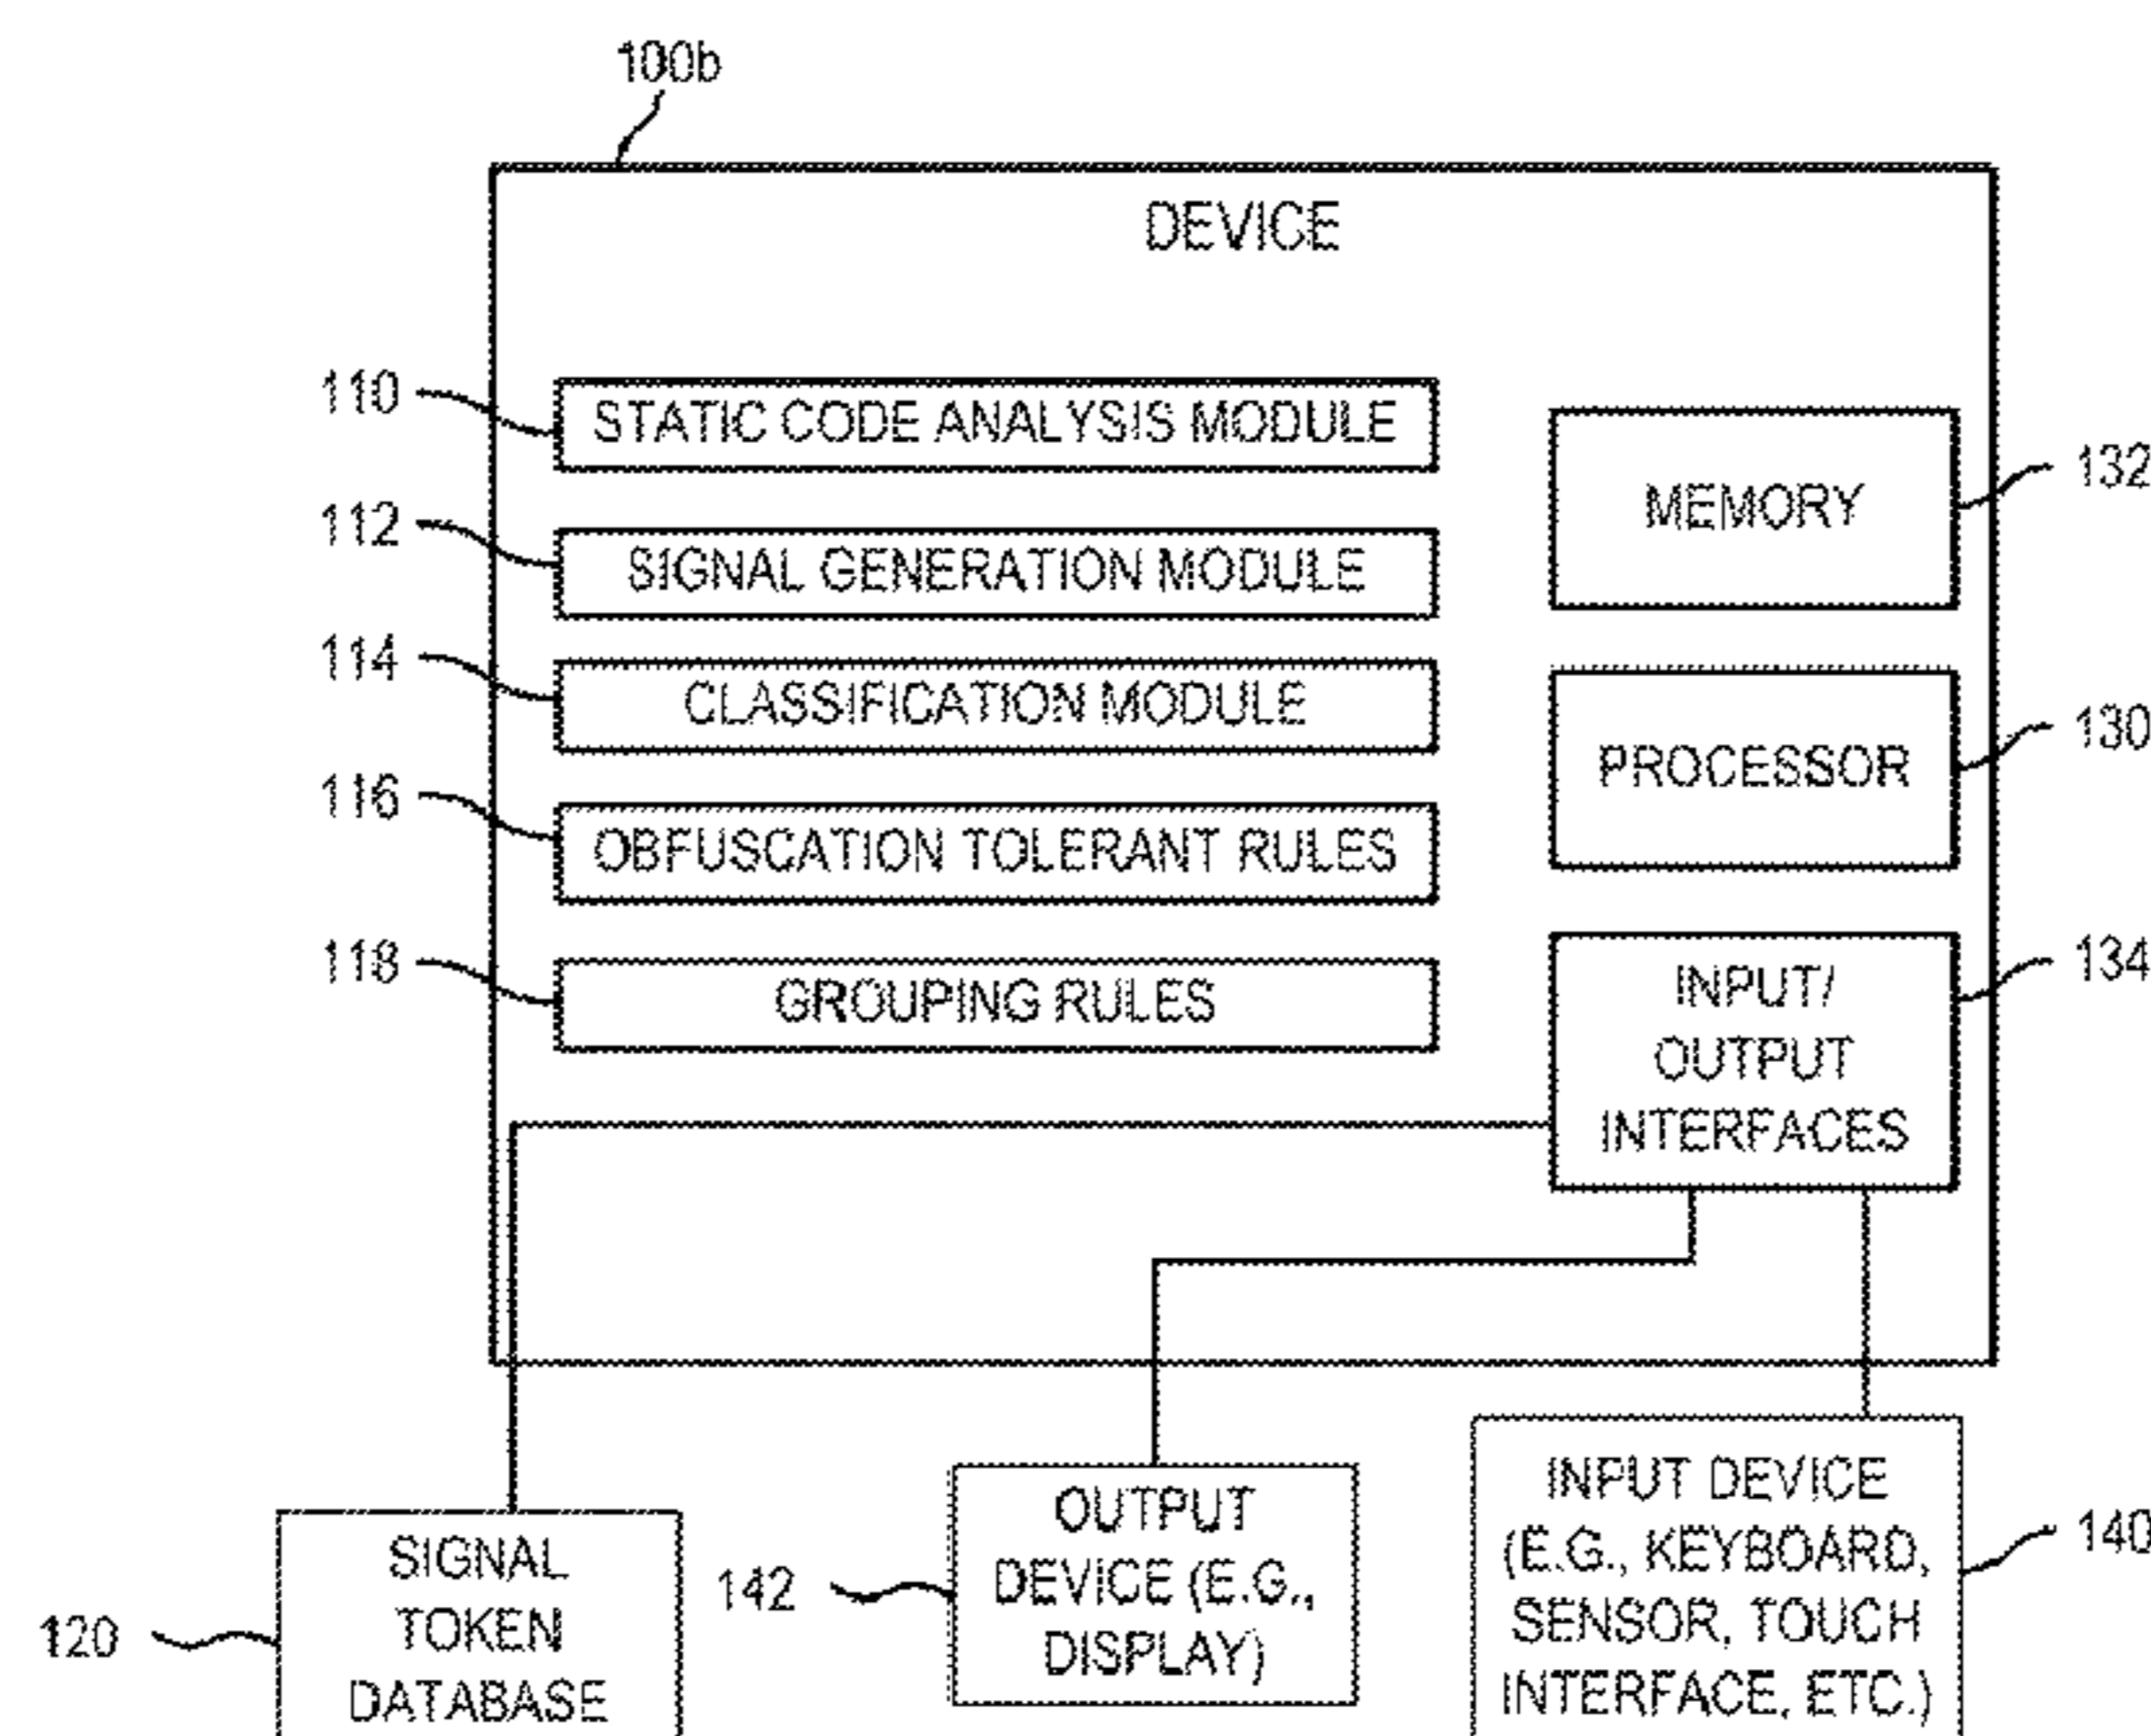 100b
DEVICE
110
STATIC CODE ANALYSIS MODULE
112
SIGNAL GENERATION MODULE
114
CLASSIFICATION MODULE
116
OBFUSCATION TOLERANT RULES
118
GROUPING RULES
MEMORY
132
PROCESSOR
130
INPUT/
OUTPUT
INTERFACES
134
120
SIGNAL
TOKEN
DATABASE
142
OUTPUT
DEVICE (E.G.,
DISPLAY)
INPUT DEVICE
(E.G., KEYBOARD,
SENSOR, TOUCH
INTERFACE, ETC.)
140